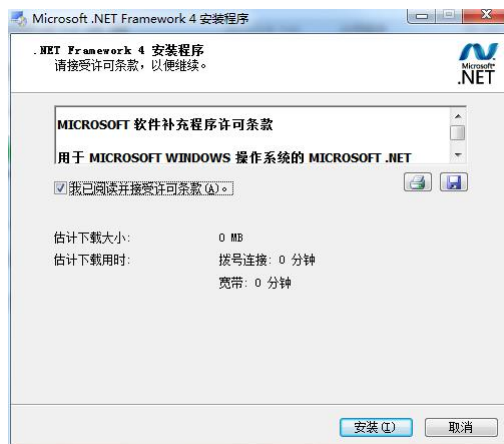 Microsoft .NET Framework 4 安装程序
.NET Framework 4 安装程序
请接受许可条款，以便继续。
Microsoft
.NET
MICROSOFT 软件补充程序许可条款
用于 MICROSOFT WINDOWS 操作系统的 MICROSOFT .NET
我已阅读并接受许可条款(A)。
估计下载大小: 0 MB
估计下载用时: 拨号连接: 0 分钟
宽带: 0 分钟
安装(I) 取消